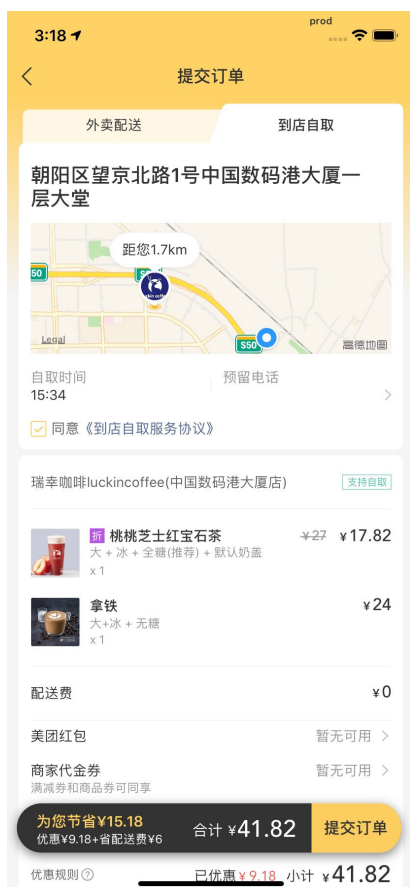 prod
3:18
提交订单
外卖配送
到店自取
朝阳区望京北路1号中国数码港大厦一
层大堂
距您1.7km
50
S50
Legal
高德地图
自取时间
预留电话
15:34
同意《到店自取服务协议》
瑞幸咖啡luckincoffee(中国数码港大厦店)
支持自取
折 桃桃芝士红宝石茶
¥27 ¥17.82
大 + 冰 + 全糖(推荐) + 默认奶盖
x 1
拿铁
¥24
大+冰 + 无糖
x 1
配送费
¥0
美团红包
暂无可用
商家代金券
暂无可用
满减券和商品券可同享
为您节省¥15.18
优惠¥9.18+省配送费¥6
合计 ¥41.82
提交订单
优惠规则
已优惠¥9.18 小计 ¥41.82